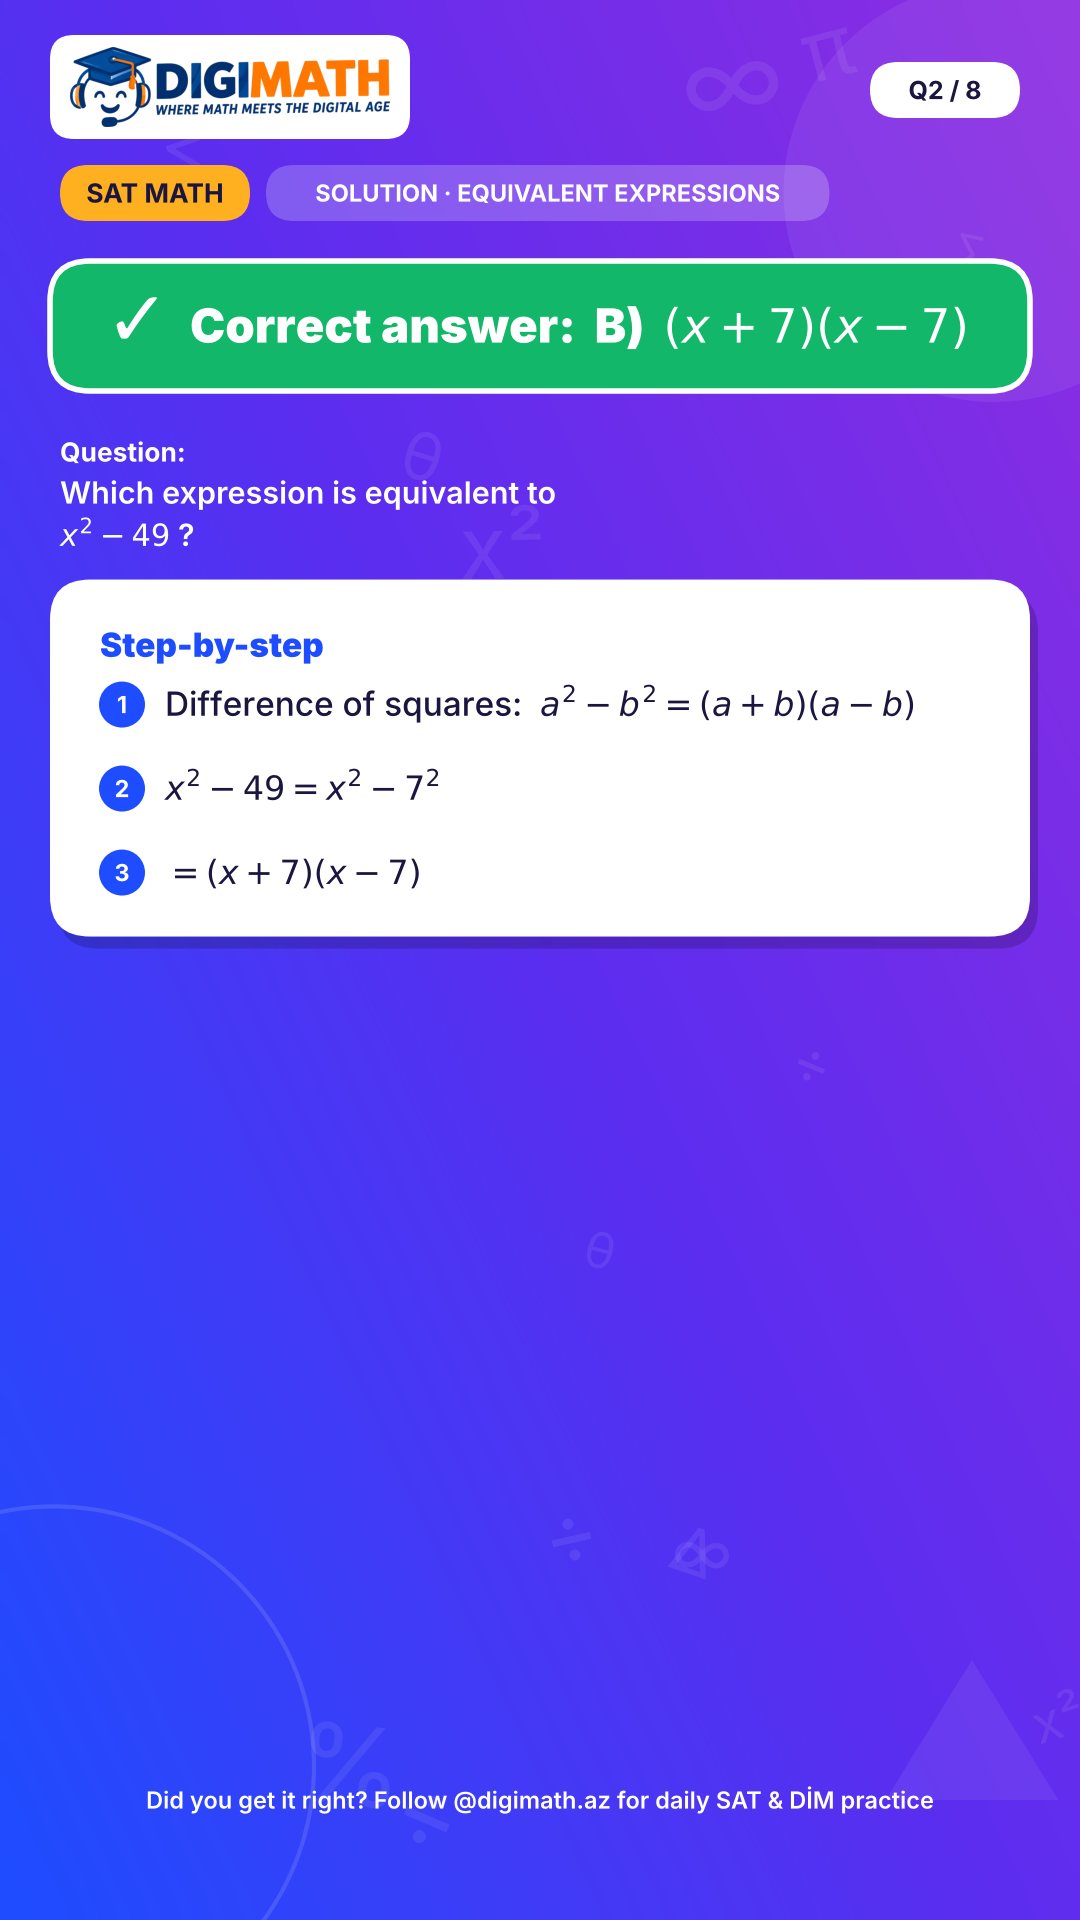 DIGIMATH
WHERE MATH MEETS THE DIGITAL AGE
Q2 / 8
SAT MATH
SOLUTION · EQUIVALENT EXPRESSIONS
✓ Correct answer: B) (x + 7)(x − 7)
Question:
Which expression is equivalent to
x² − 49 ?
Step-by-step
1 Difference of squares: a² − b² = (a + b)(a − b)
2 x² − 49 = x² − 7²
3 = (x + 7)(x − 7)
Did you get it right? Follow @digimath.az for daily SAT & DİM practice